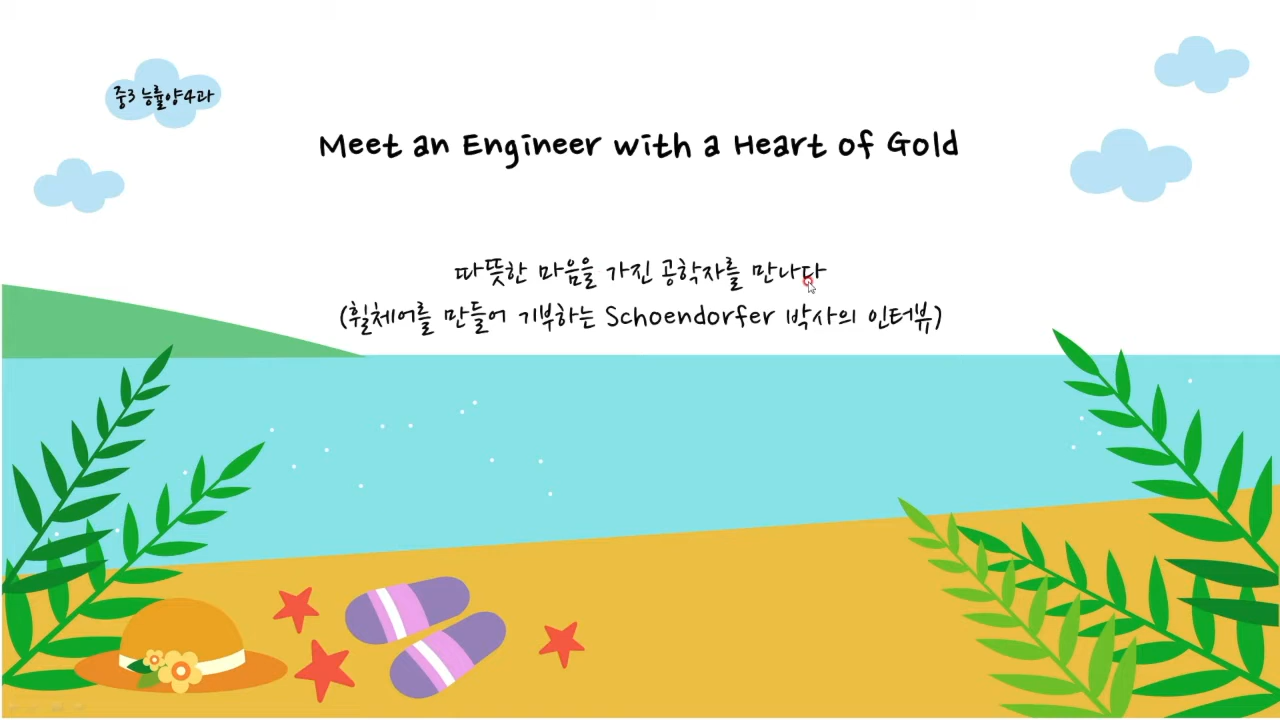 중3 능률양4과
Meet an Engineer with a Heart of Gold
따뜻한 마음을 가진 공학자를 만나다
(휠체어를 만들어 기부하는 Schoendorfer 박사의 인터뷰)